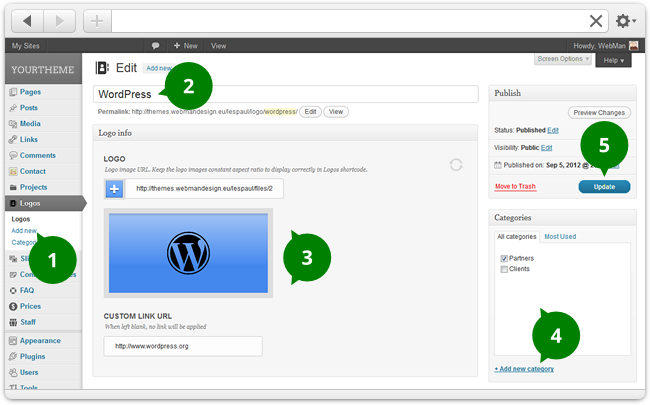 My Sites
+ New
View
Howdy, WebMan
YOURTHEME
Pages
Posts
Media
Links
Comments
Contact
Projects
Logos
Logos
Add new
FAQ
Prices
Staff
Appearance
Plugins
Users
Tools
1
Edit
Add new
Screen Options
Help
WordPress
2
Permalink: http://themes.webmandesign.eu/lespaul/logo/wordpress/
Edit
View
Logo info
LOGO
Logo image URL. Keep the logo images constant aspect ratio to display correctly in Logos shortcode.
+
http://themes.webmandesign.eu/lespaul/files/2
W
3
CUSTOM LINK URL
When left blank, no link will be applied
http://www.wordpress.org
Publish
Preview Changes
Status: Published Edit
Visibility: Public Edit
Published on: Sep 5, 2012 @
5
Move to Trash
Update
Categories
All categories
Most Used
Partners
Clients
4
+ Add new category